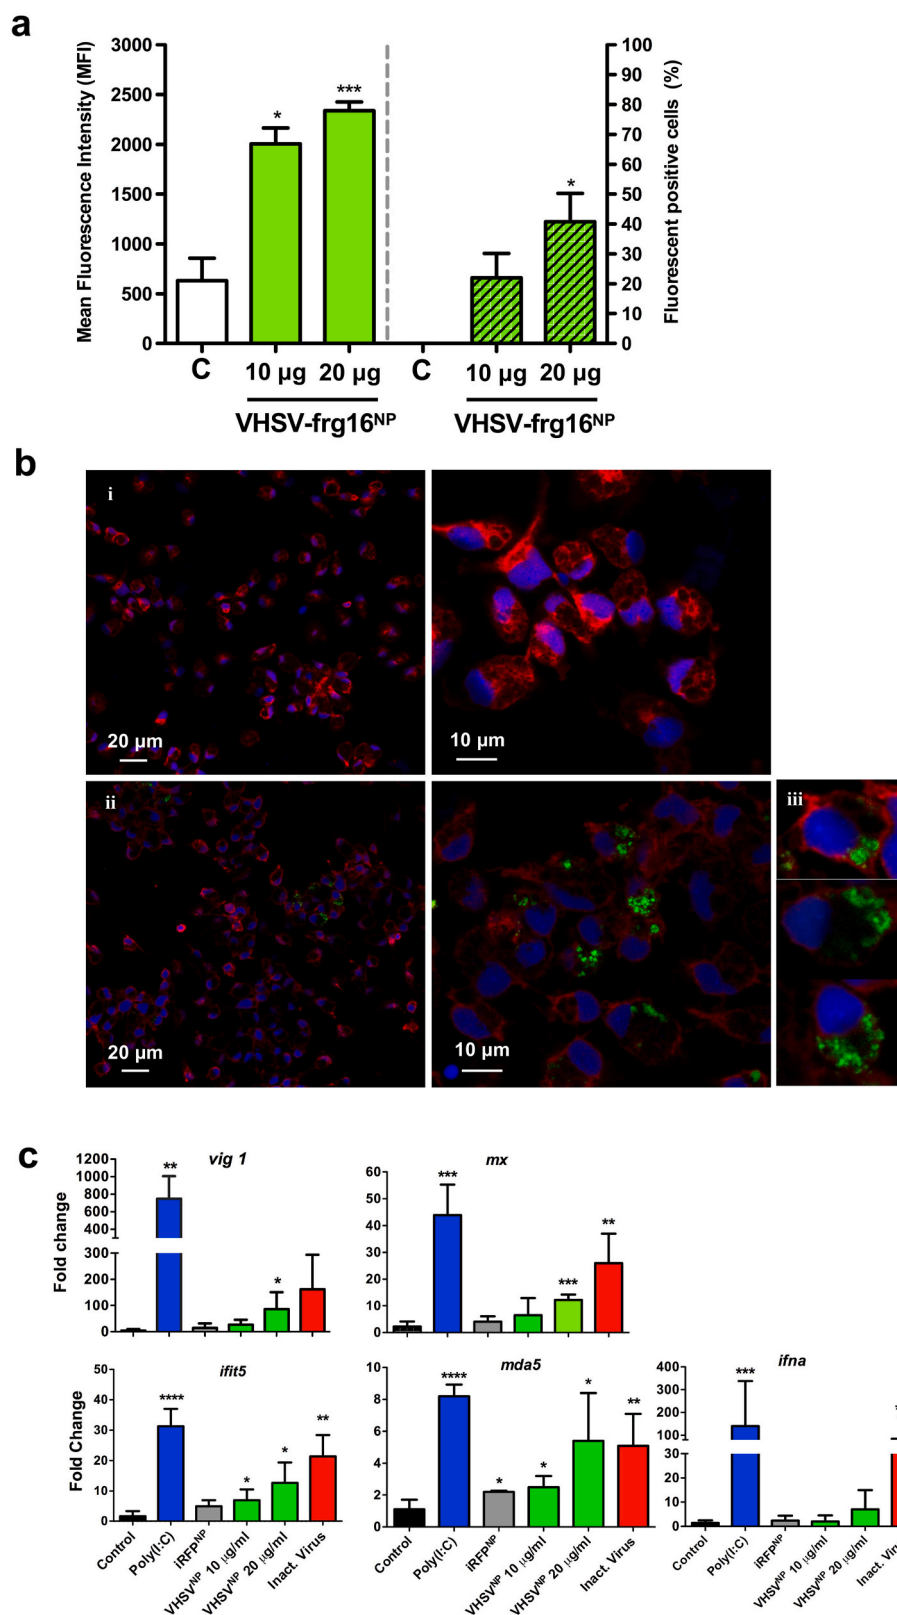 a
Mean Fluorescence Intensity (MFI)
3000
2500
2000
1500
1000
500
0
*
***
*
100
90
80
70
60
50
40
30
20
10
0
Fluorescent positive cells (%)
C 10 µg 20 µg C 10 µg 20 µg
VHSV-frg16NP VHSV-frg16NP
b
i
20 µm
10 µm
ii
20 µm
10 µm
iii
c
vig 1
Fold change
1200
1000
800
600
400
300
200
100
0
**
*
mx
60
40
20
10
0
***
***
**
ifit5
Fold Change
50
40
30
20
10
0
****
*
*
**
Control
Poly(I:C)
iRFPNP
VHSVNP 10 µg/ml
VHSVNP 20 µg/ml
Inact. Virus
mda5
8
6
4
2
0
****
*
*
*
**
Control
Poly(I:C)
iRFPNP
VHSVNP 10 µg/ml
VHSVNP 20 µg/ml
Inact. Virus
ifna
400
300
200
100
30
20
10
0
***
Control
Poly(I:C)
iRFPNP
VHSVNP 10 µg/ml
VHSVNP 20 µg/ml
Inact. Vi